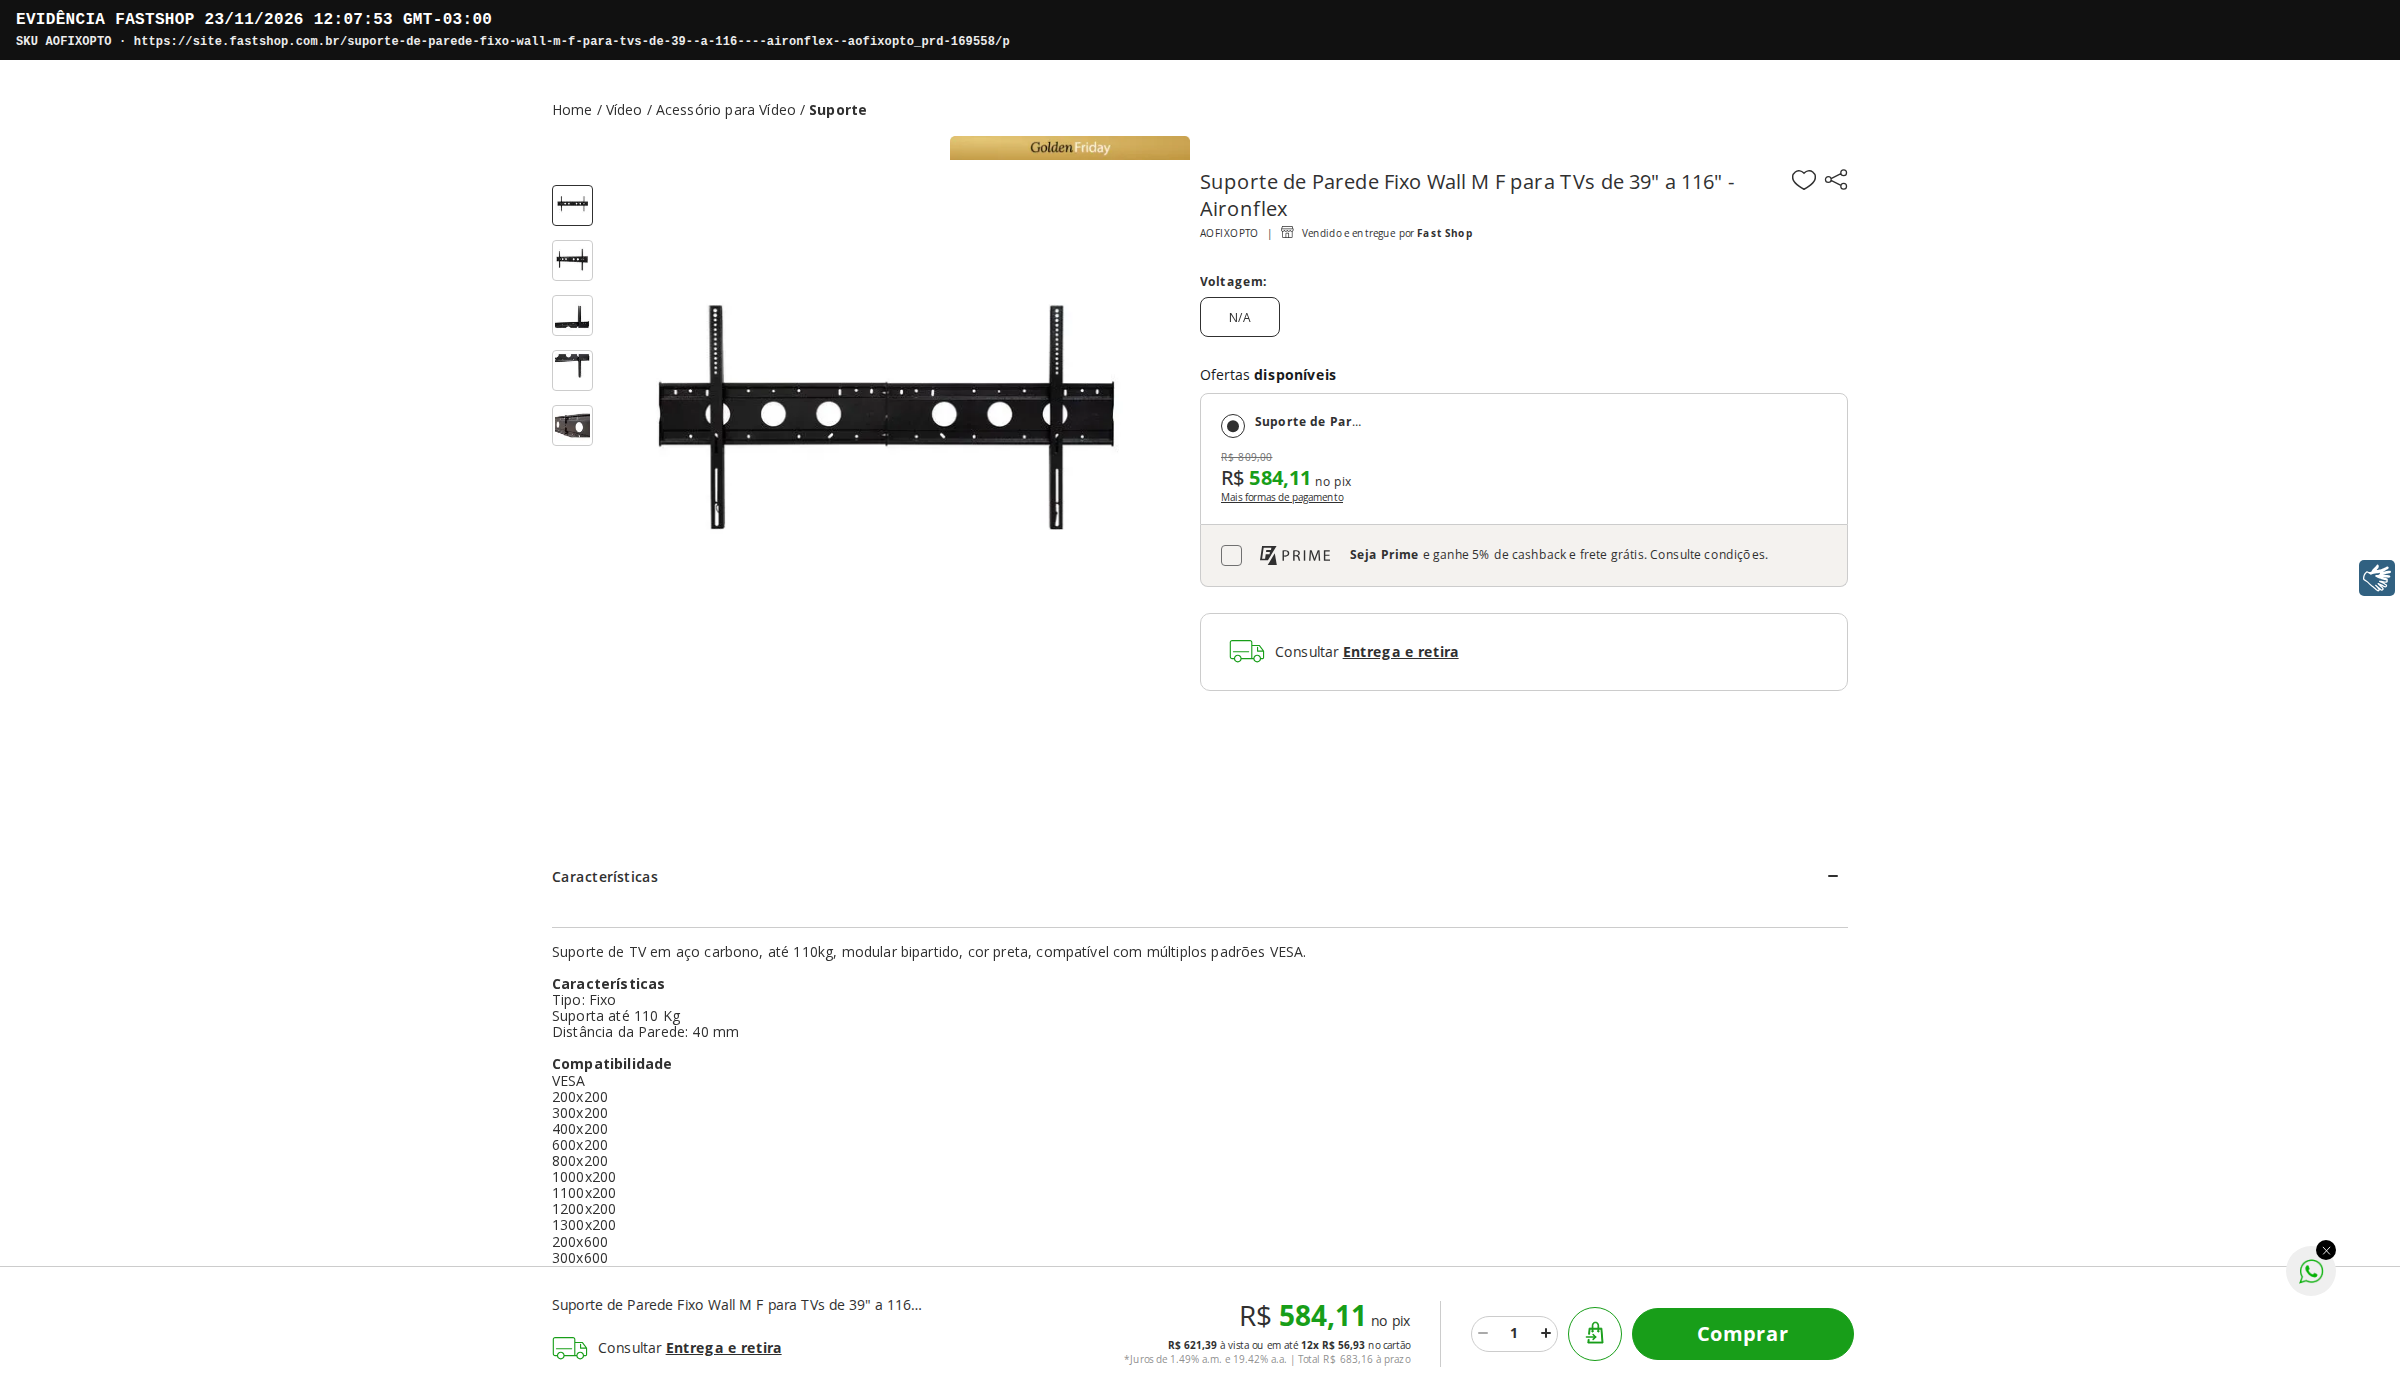 EVIDÊNCIA FASTSHOP 23/11/2026 12:07:53 GMT-03:00
SKU AOFIXOPTO · https://site.fastshop.com.br/suporte-de-parede-fixo-wall-m-f-para-tvs-de-39--a-116----aironflex--aofixopto_prd-169558/p
Home / Vídeo / Acessório para Vídeo / Suporte
Golden Friday
Suporte de Parede Fixo Wall M F para TVs de 39" a 116" -
Aironflex
AOFIXOPTO | Vendido e entregue por Fast Shop
Voltagem:
N/A
Ofertas disponíveis
Suporte de Par...
R$ 809,00
R$ 584,11 no pix
Mais formas de pagamento
PRIME Seja Prime e ganhe 5% de cashback e frete grátis. Consulte condições.
Consultar Entrega e retira
Características
Suporte de TV em aço carbono, até 110kg, modular bipartido, cor preta, compatível com múltiplos padrões VESA.
Características
Tipo: Fixo
Suporta até 110 Kg
Distância da Parede: 40 mm
Compatibilidade
VESA
200x200
300x200
400x200
600x200
800x200
1000x200
1100x200
1200x200
1300x200
200x600
300x600
Suporte de Parede Fixo Wall M F para TVs de 39" a 116...
Consultar Entrega e retira
R$ 584,11 no pix
R$ 621,39 à vista ou em até 12x R$ 56,93 no cartão
*Juros de 1.49% a.m. e 19.42% a.a. | Total R$ 683,16 à prazo
1
Comprar